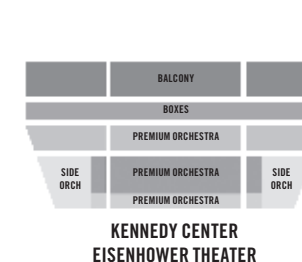 BALCONY
BOXES
PREMIUM ORCHESTRA
SIDE ORCH
PREMIUM ORCHESTRA
SIDE ORCH
PREMIUM ORCHESTRA
KENNEDY CENTER
EISENHOWER THEATER